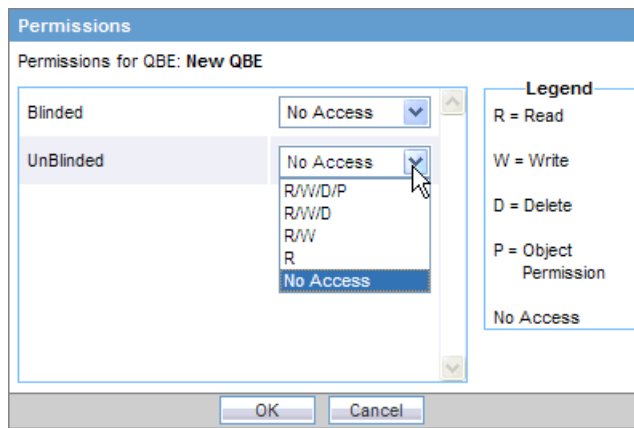 Permissions
Permissions for QBE: New QBE
Blinded
No Access
UnBlinded
No Access
R/W/D/P
R/W/D
R/W
R
No Access
Legend
R = Read
W = Write
D = Delete
P = Object
Permission
No Access
OK
Cancel